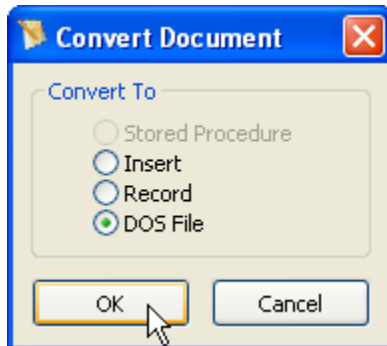 Convert Document
Convert To
Stored Procedure
Insert
Record
DOS File
OK Cancel